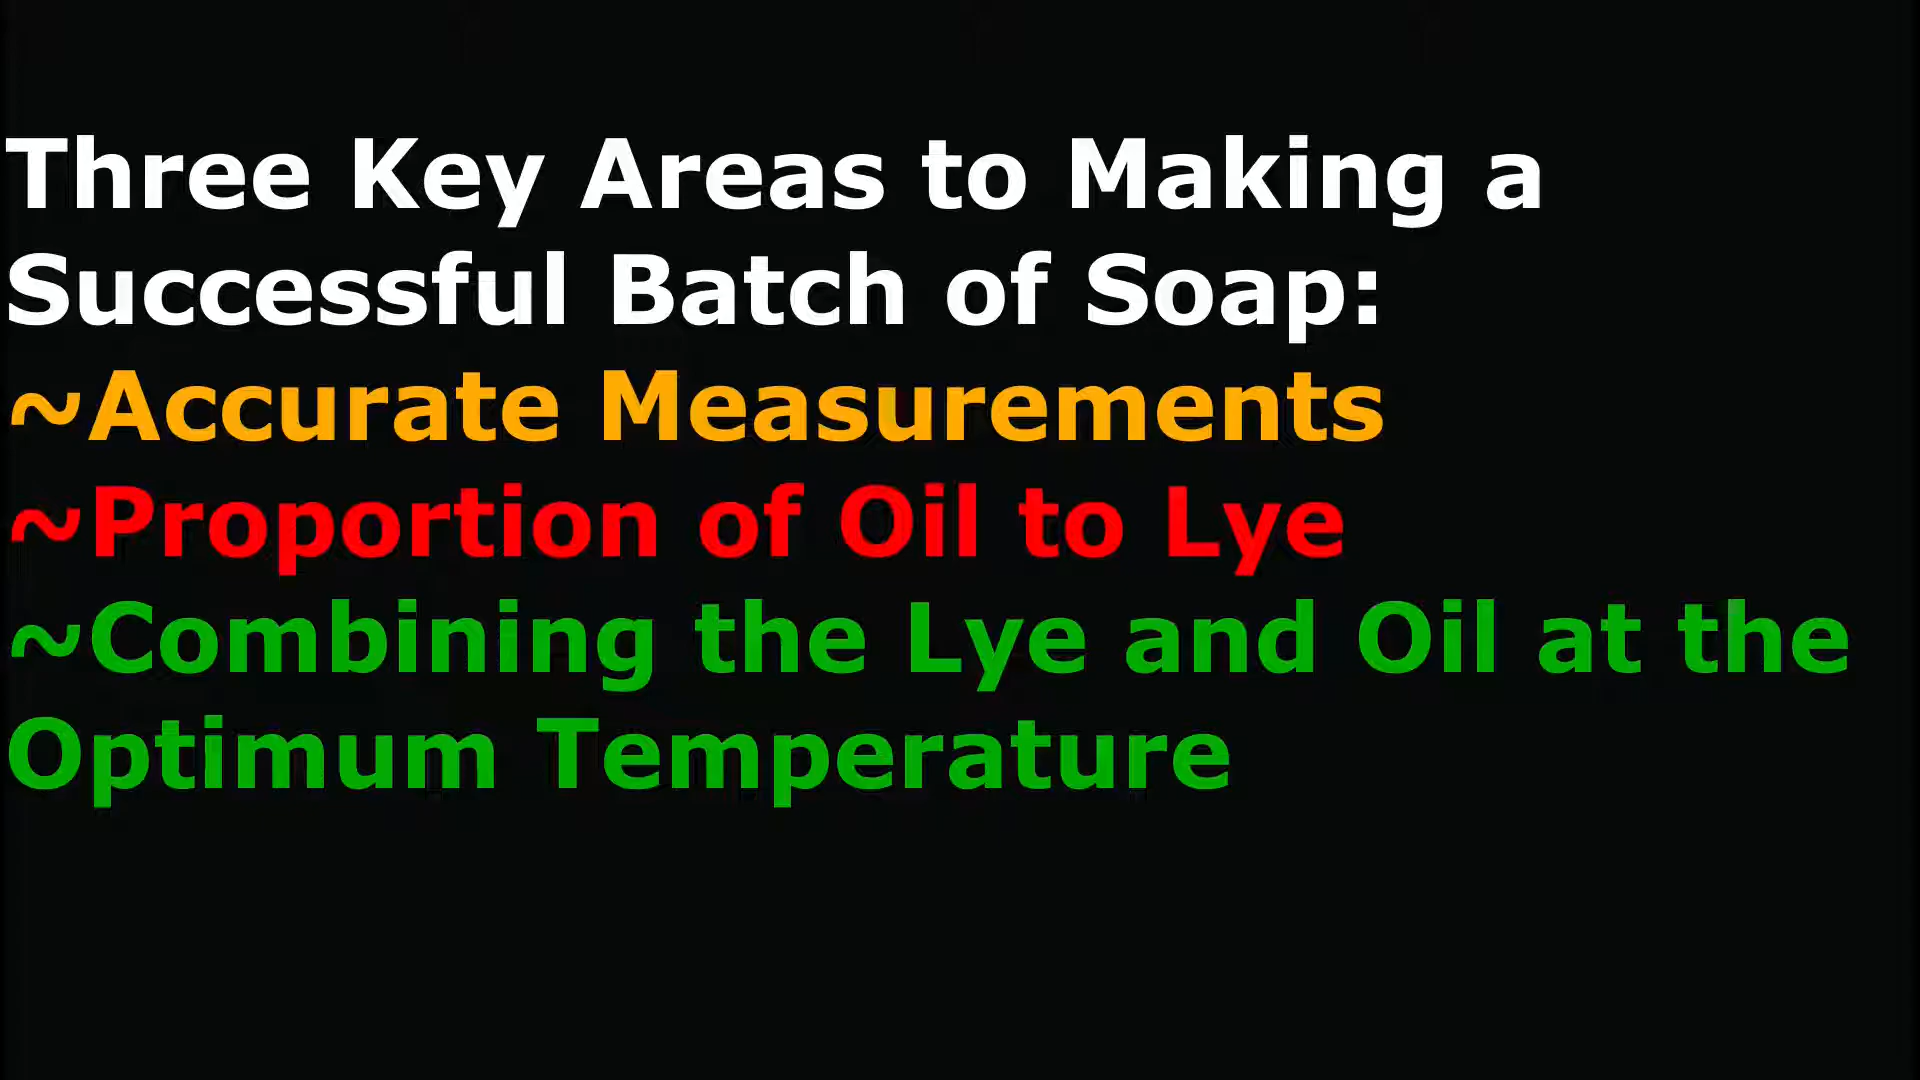 Three Key Areas to Making a
Successful Batch of Soap:
~Accurate Measurements
~Proportion of Oil to Lye
~Combining the Lye and Oil at the
Optimum Temperature